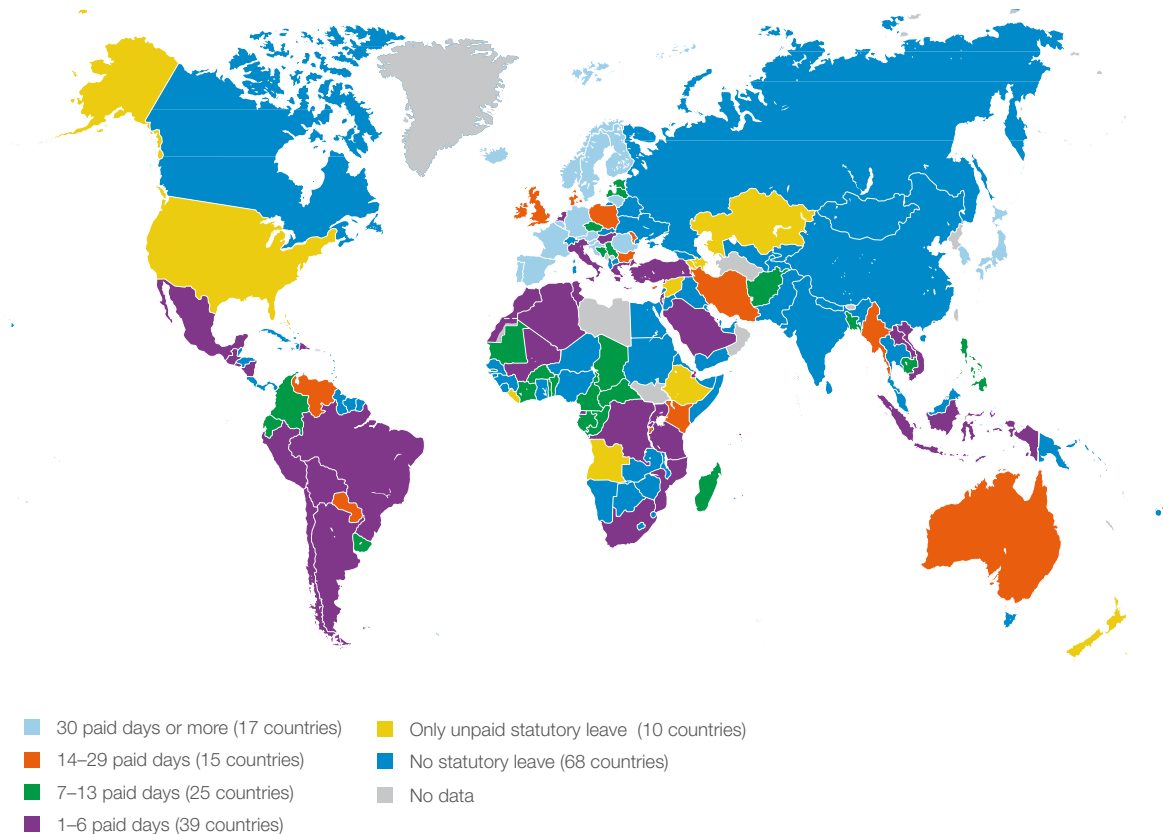 30 paid days or more (17 countries)
14–29 paid days (15 countries)
7–13 paid days (25 countries)
1–6 paid days (39 countries)
Only unpaid statutory leave (10 countries)
No statutory leave (68 countries)
No data